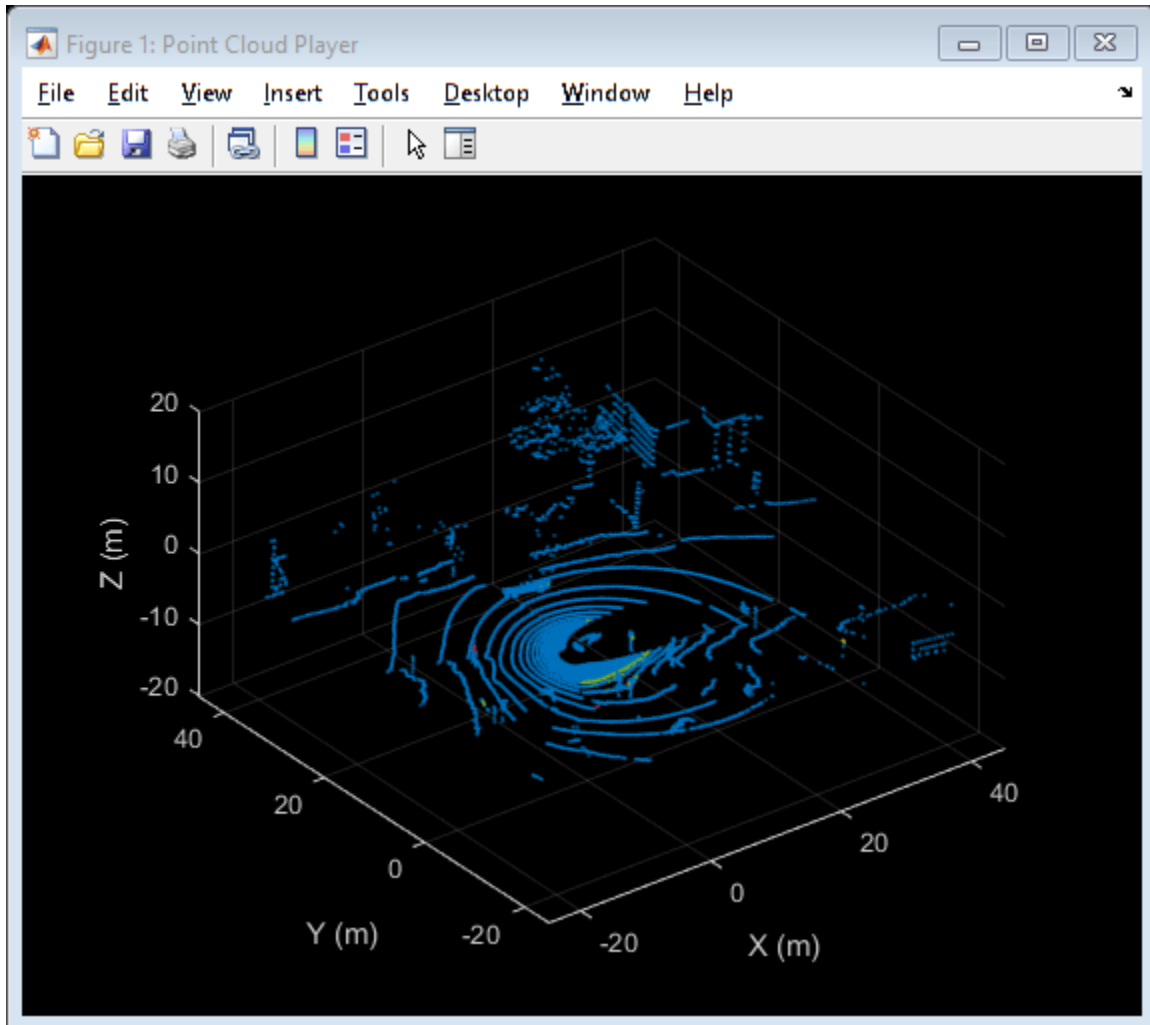 Figure 1: Point Cloud Player
File Edit View Insert Tools Desktop Window Help
20
10
0
-10
-20
Z (m)
40
20
0
-20
Y (m)
-20
0
20
40
X (m)